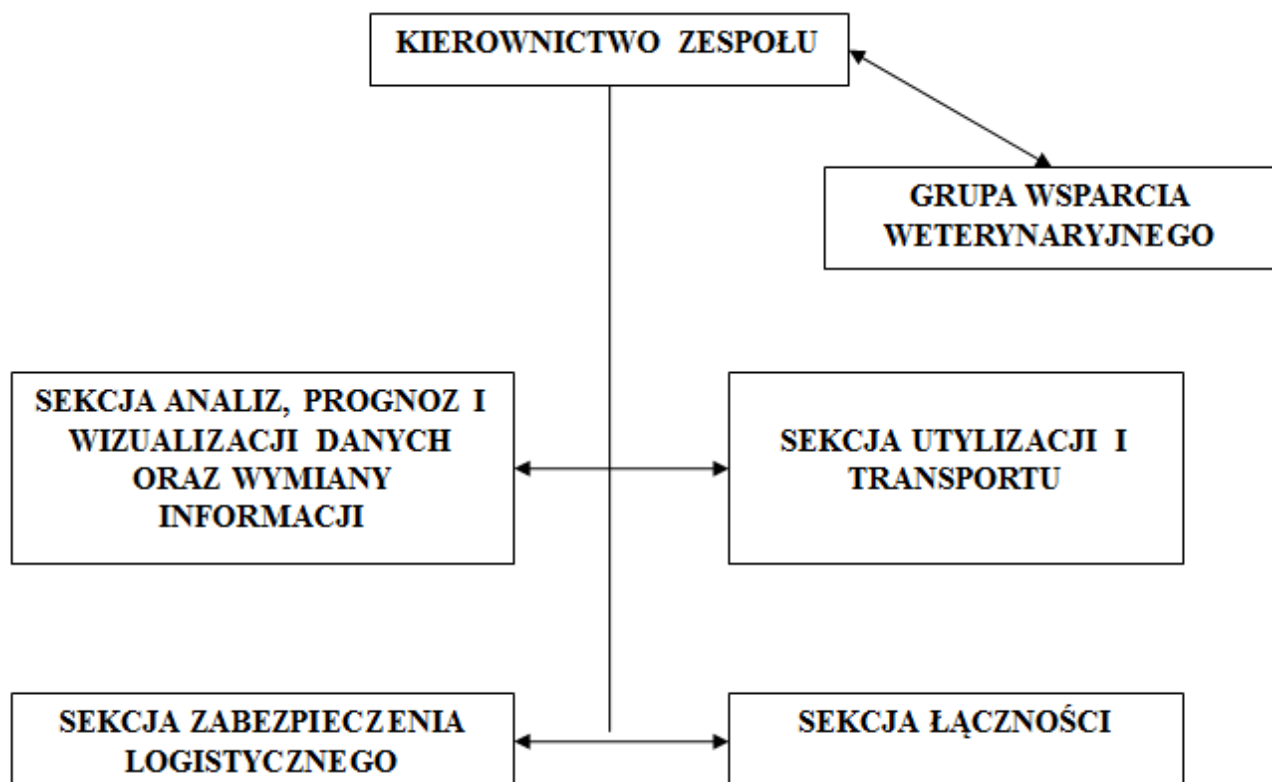 KIEROWNICTWO ZESPOŁU
GRUPA WSPARCIA
WETERYNARYJNEGO
SEKCJA ANALIZ, PROGNOZ I
WIZUALIZACJI DANYCH
ORAZ WYMIANY
INFORMACJI
SEKCJA UTYLIZACJI I
TRANSPORTU
SEKCJA ZABEZPIECZENIA
LOGISTYCZNEGO
SEKCJA ŁĄCZNOŚCI